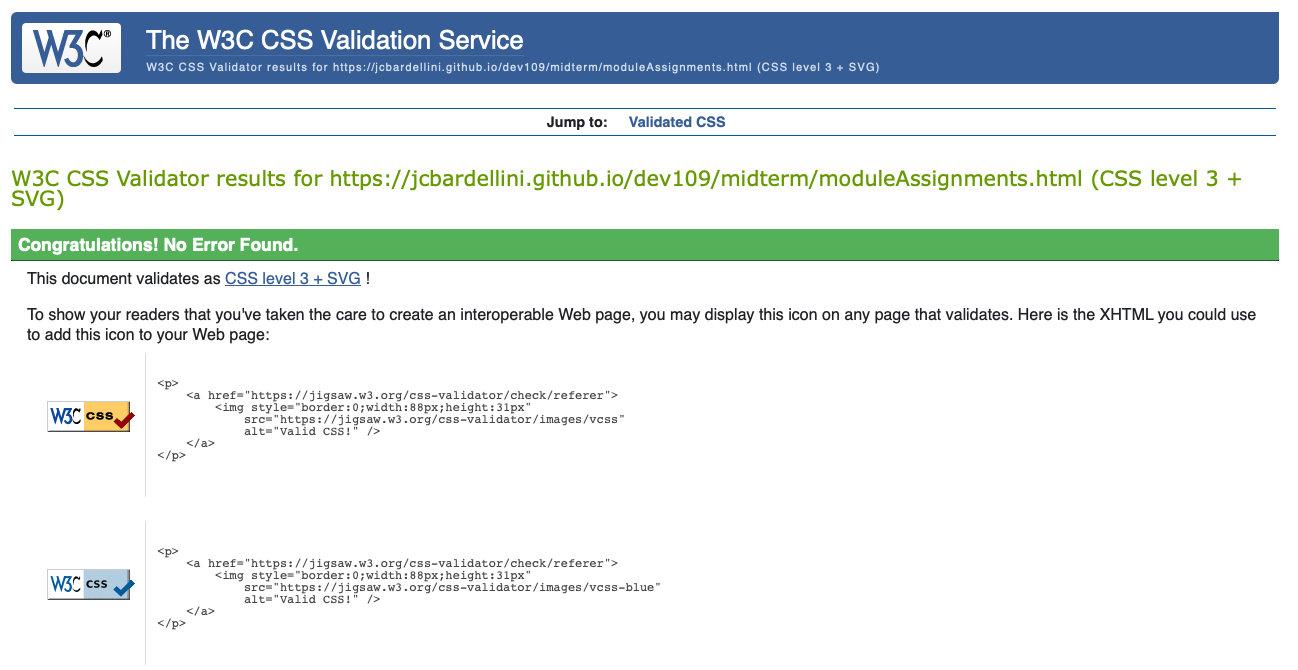 W3C®
The W3C CSS Validation Service
W3C CSS Validator results for https://jcbardellini.github.io/dev109/midterm/moduleAssignments.html (CSS level 3 + SVG)
Jump to: Validated CSS
W3C CSS Validator results for https://jcbardellini.github.io/dev109/midterm/moduleAssignments.html (CSS level 3 +
SVG)
Congratulations! No Error Found.
This document validates as CSS level 3 + SVG !
To show your readers that you've taken the care to create an interoperable Web page, you may display this icon on any page that validates. Here is the XHTML you could use
to add this icon to your Web page:
W3C css
<p>
    <a href="https://jigsaw.w3.org/css-validator/check/referer">
        <img style="border:0;width:88px;height:31px"
            src="https://jigsaw.w3.org/css-validator/images/vcss"
            alt="Valid CSS!" />
    </a>
</p>
W3C css
<p>
    <a href="https://jigsaw.w3.org/css-validator/check/referer">
        <img style="border:0;width:88px;height:31px"
            src="https://jigsaw.w3.org/css-validator/images/vcss-blue"
            alt="Valid CSS!" />
    </a>
</p>